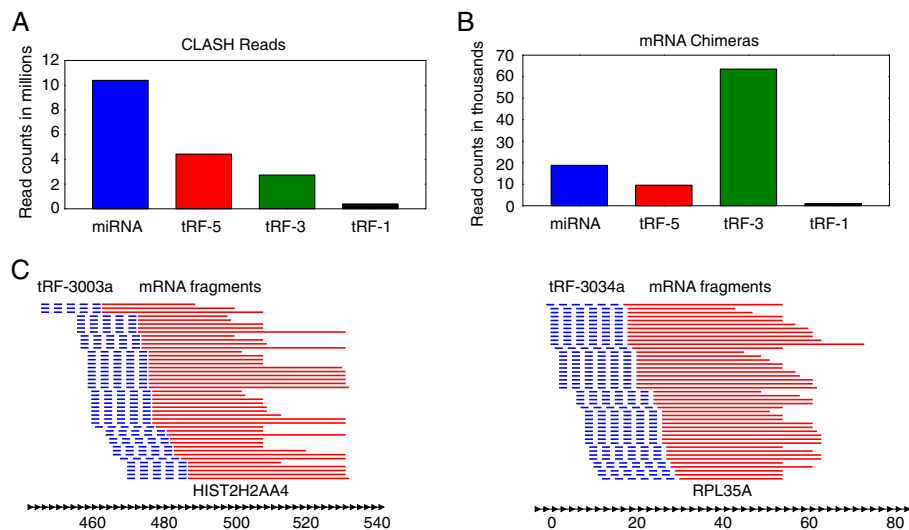 A
CLASH Reads
Read counts in millions
12
10
8
6
4
2
0
miRNA tRF-5 tRF-3 tRF-1
B
mRNA Chimeras
Read counts in thousands
70
60
50
40
30
20
10
0
miRNA tRF-5 tRF-3 tRF-1
C
tRF-3003a mRNA fragments
HIST2H2AA4
460 480 500 520 540
tRF-3034a mRNA fragments
RPL35A
0 20 40 60 80